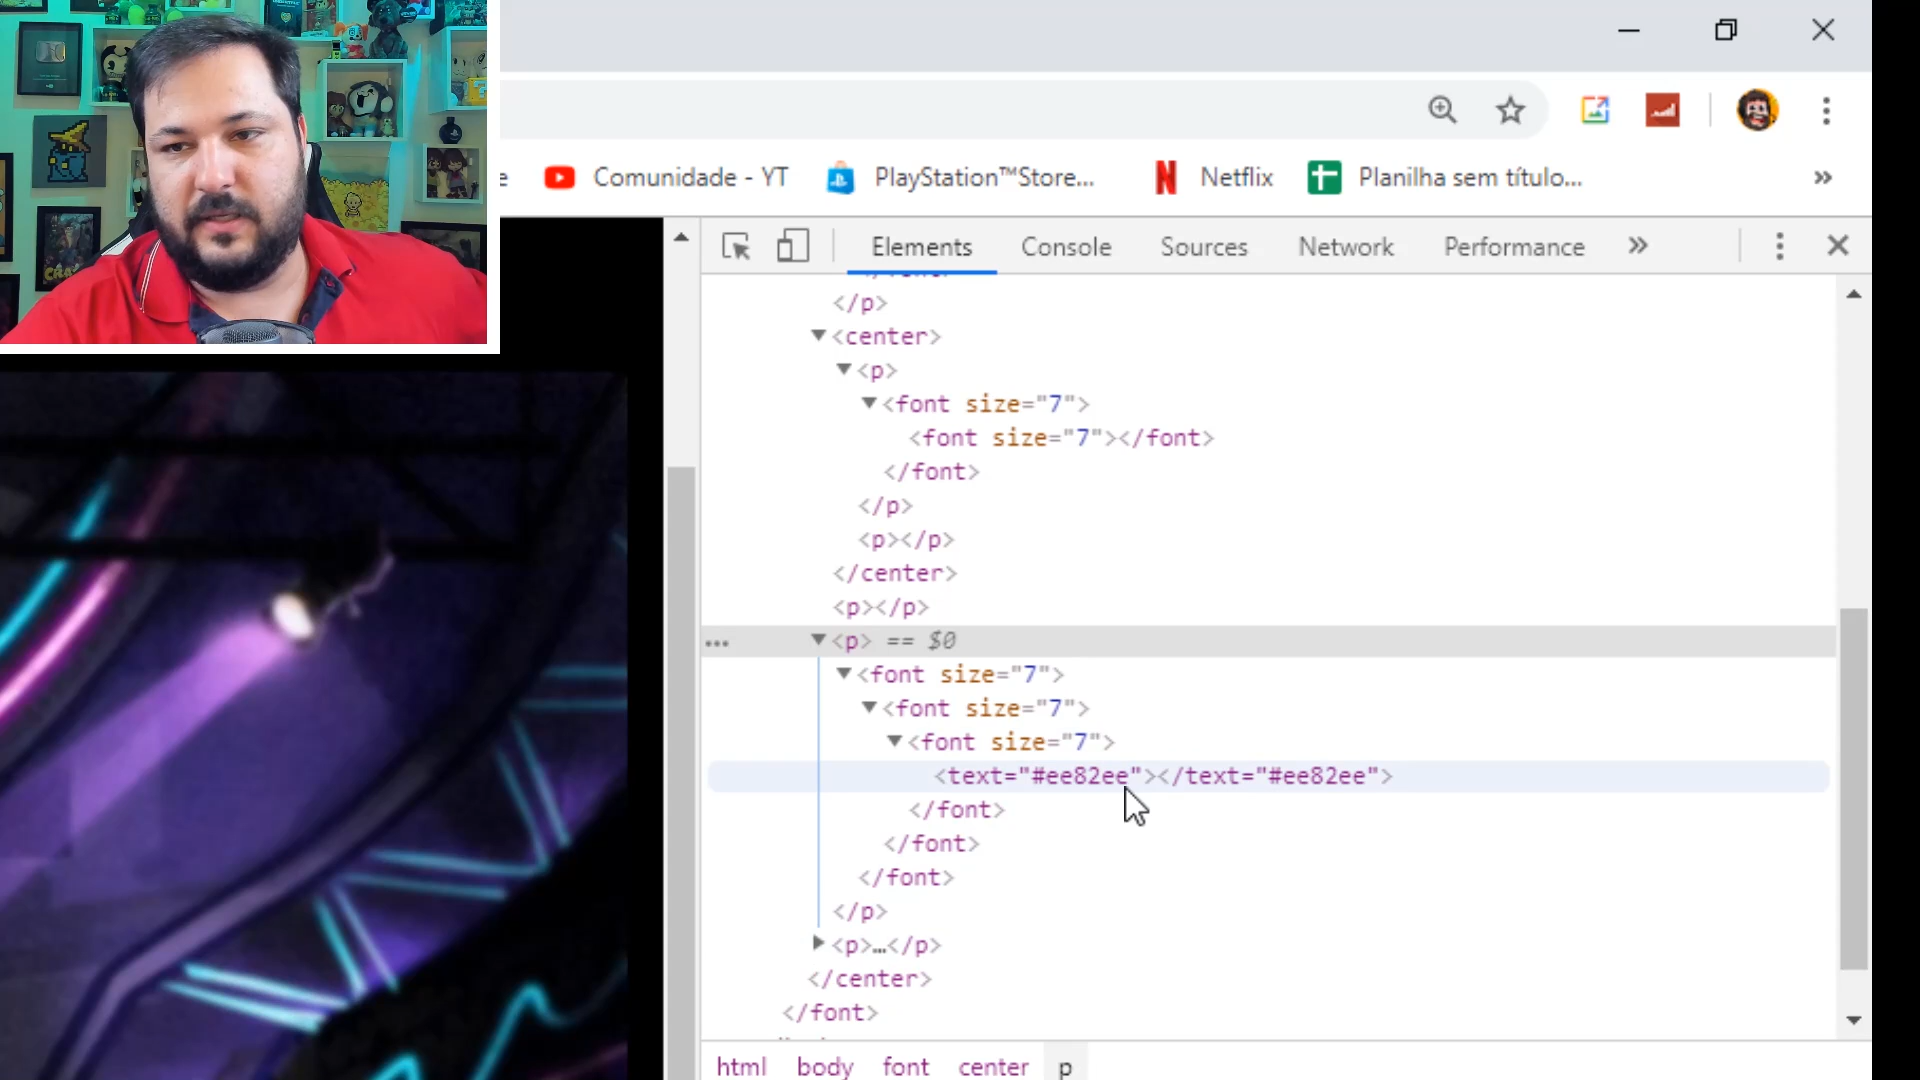 e Comunidade - YT PlayStation™Store... Netflix Planilha sem título... »
Elements Console Sources Network Performance »
</p>
<center>
<p>
<font size="7">
<font size="7"></font>
</font>
</p>
<p></p>
</center>
<p></p>
<p> == $0
<font size="7">
<font size="7">
<font size="7">
<text="#ee82ee"></text="#ee82ee">
</font>
</font>
</font>
</p>
<p>…</p>
</center>
</font>
html body font center p